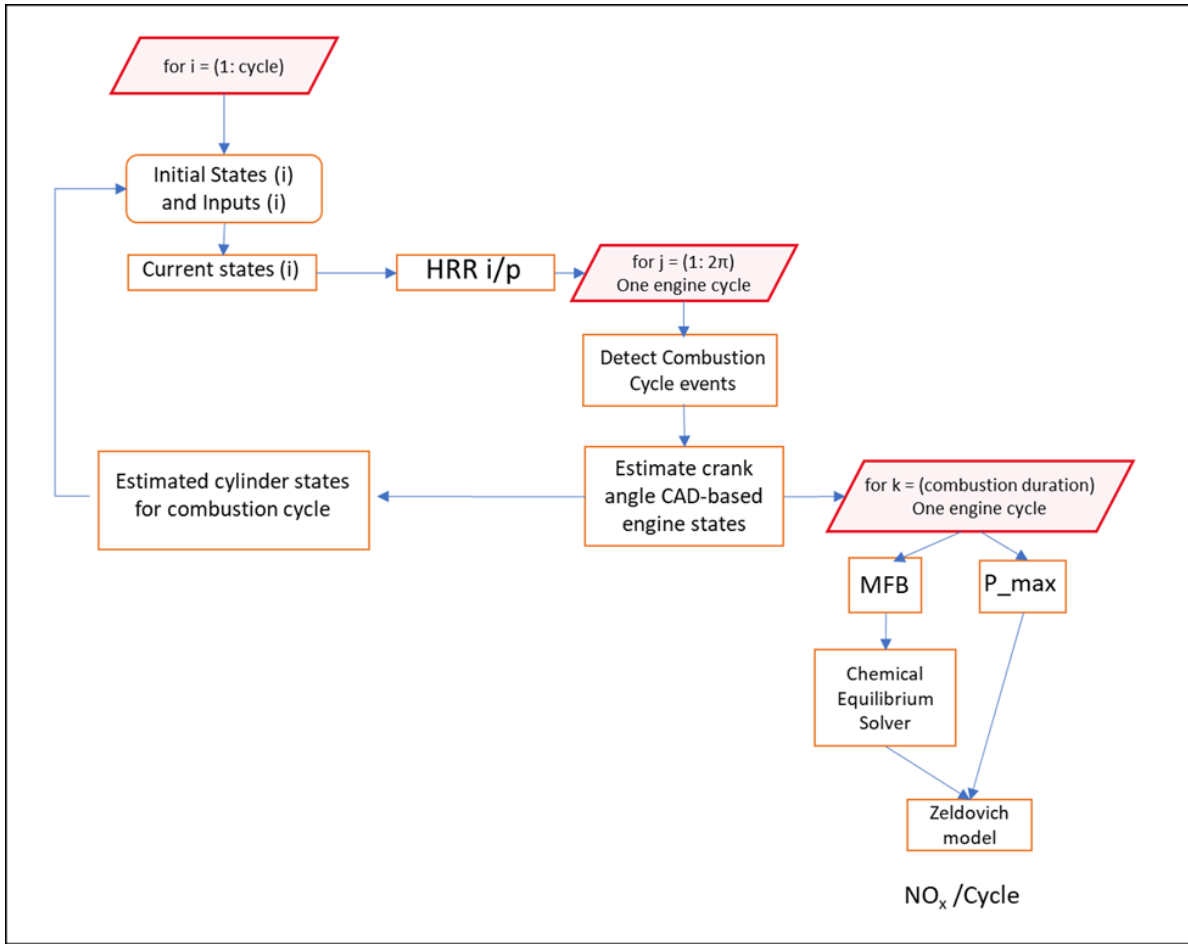 for i = (1: cycle)
Initial States (i)
and Inputs (i)
Current states (i)
HRR i/p
for j = (1: 2π)
One engine cycle
Detect Combustion
Cycle events
Estimate crank
angle CAD-based
engine states
Estimated cylinder states
for combustion cycle
for k = (combustion duration)
One engine cycle
MFB
P_max
Chemical
Equilibrium
Solver
Zeldovich
model
NOₓ /Cycle